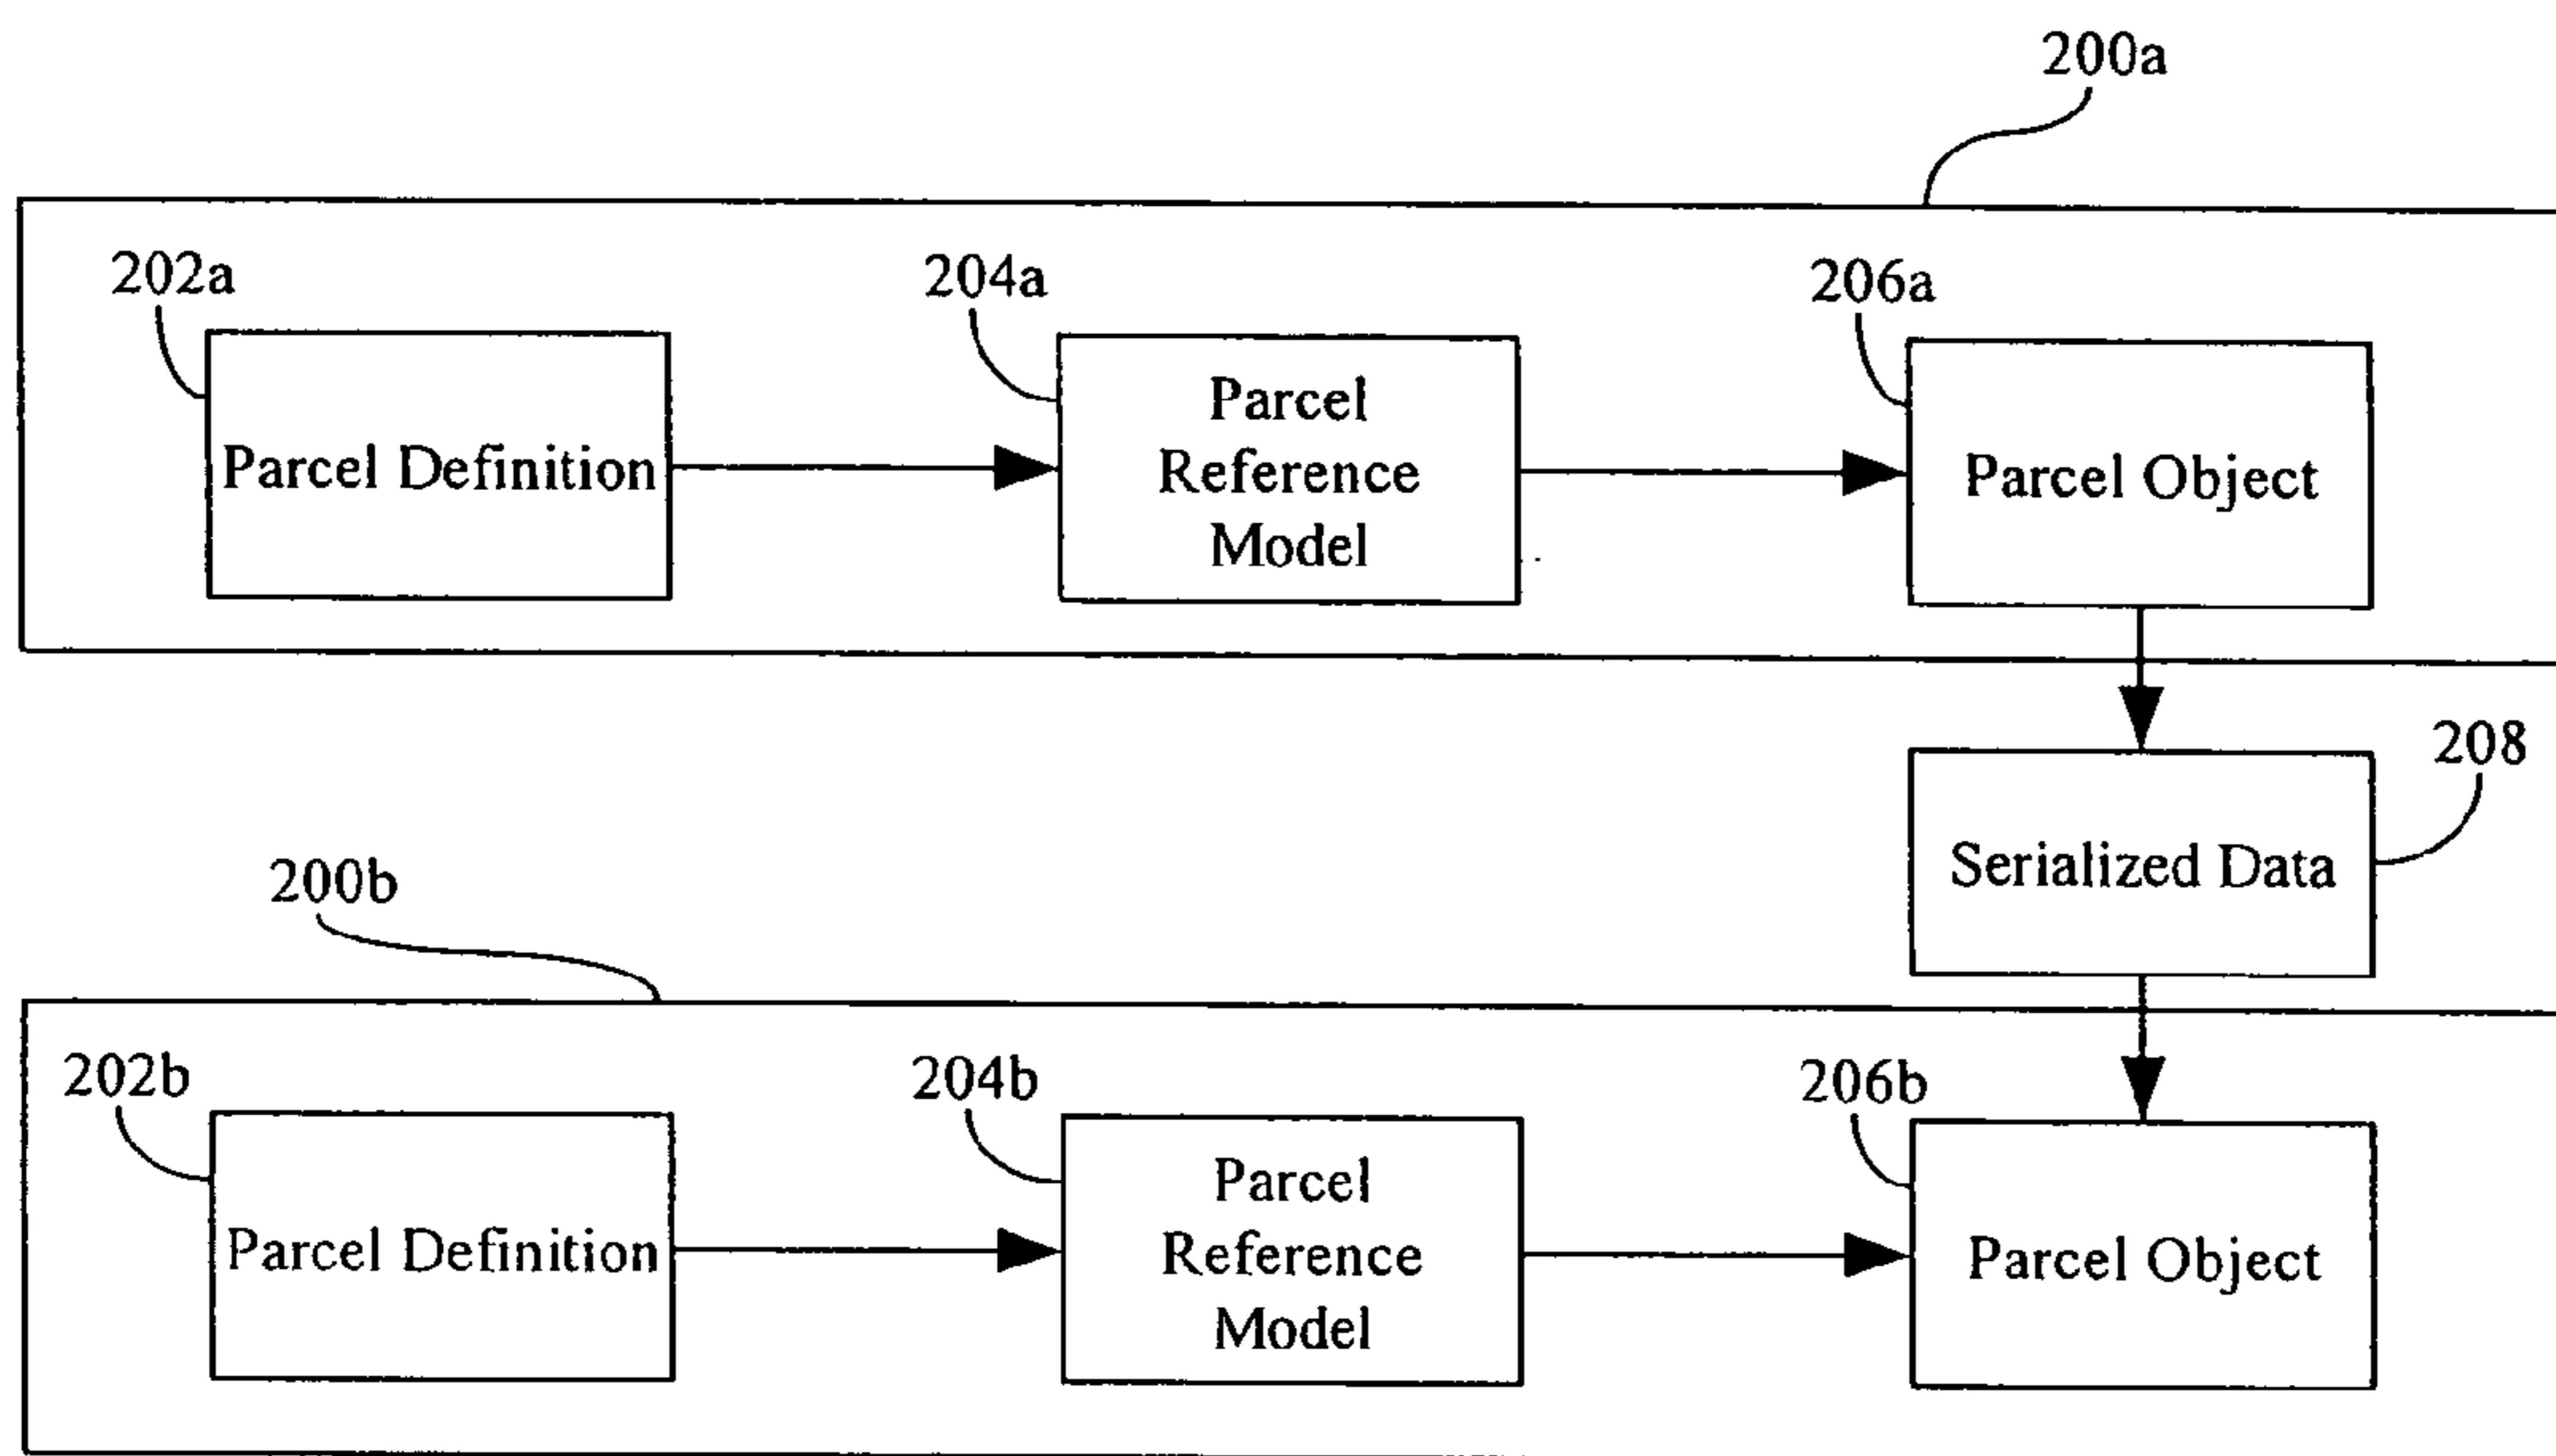 200a
202a
204a
206a
Parcel Definition
Parcel
Reference
Model
Parcel Object
208
Serialized Data
200b
202b
204b
206b
Parcel Definition
Parcel
Reference
Model
Parcel Object